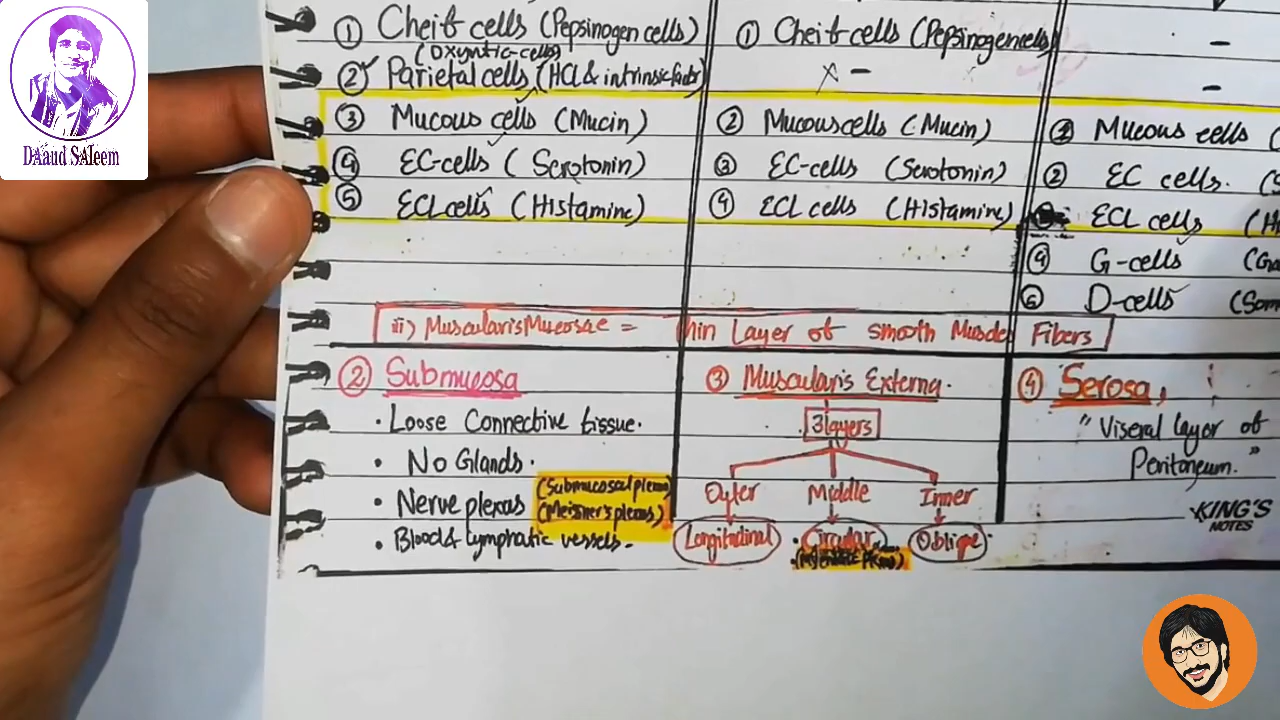 DAaud SAleem
① Cheif cells (Pepsinogen cells)
① Cheif cells (Pepsinogen cells)
-
(Oxyntic-cells)
② Parietal cells (HCl & intrinsic factor)
X -
-
③ Mucous cells (Mucin)
② Mucous cells (Mucin)
Mucous cells (
④ EC-cells (Serotonin)
③ EC-cells (Serotonin)
② EC cells. (S
⑤ ECL cells (Histamine)
④ ECL cells (Histamine)
ECL cells (Hi
④ G-cells (Ga
D-cells (Som
iii) Muscularis Mucosae = thin Layer of smooth Muscle Fibers
② Submucosa
• Loose Connective tissue.
• No Glands.
• Nerve plexus (Submucosal plexus)
(Meissner's plexus)
• Blood & Lymphatic vessels.
③ Muscularis Externa.
3 layers
Outer Middle Inner
Longitudinal Circular Oblique
④ Serosa,
"Viseral layer of
Peritoneum."
KING'S
NOTES